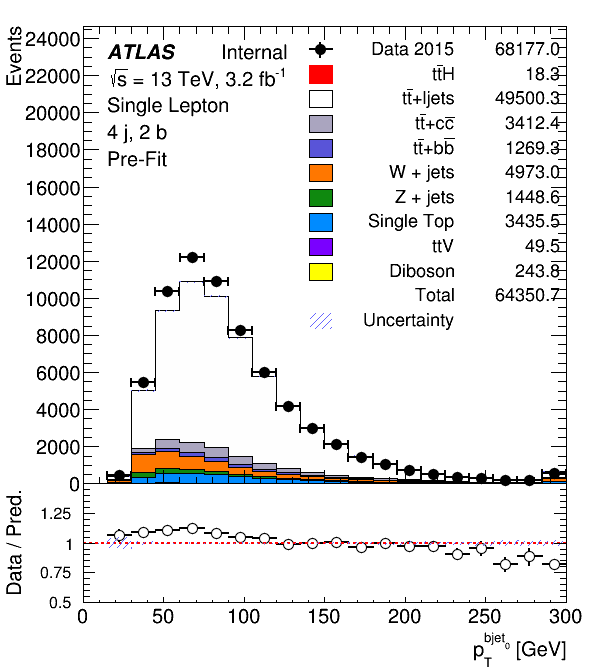 Events
24000
22000
20000
18000
16000
14000
12000
10000
8000
6000
4000
2000
0
ATLAS Internal
√s = 13 TeV, 3.2 fb⁻¹
Single Lepton
4 j, 2 b
Pre-Fit
Data 2015 68177.0
tt̄H 18.3
tt̄+ljets 49500.3
tt̄+cc̄ 3412.4
tt̄+bb̄ 1269.3
W + jets 4973.0
Z + jets 1448.6
Single Top 3435.5
ttV 49.5
Diboson 243.8
Total 64350.7
Uncertainty
Data / Pred.
1.25
1
0.75
0.5
0 50 100 150 200 250 300
p_T^{bjet_0} [GeV]